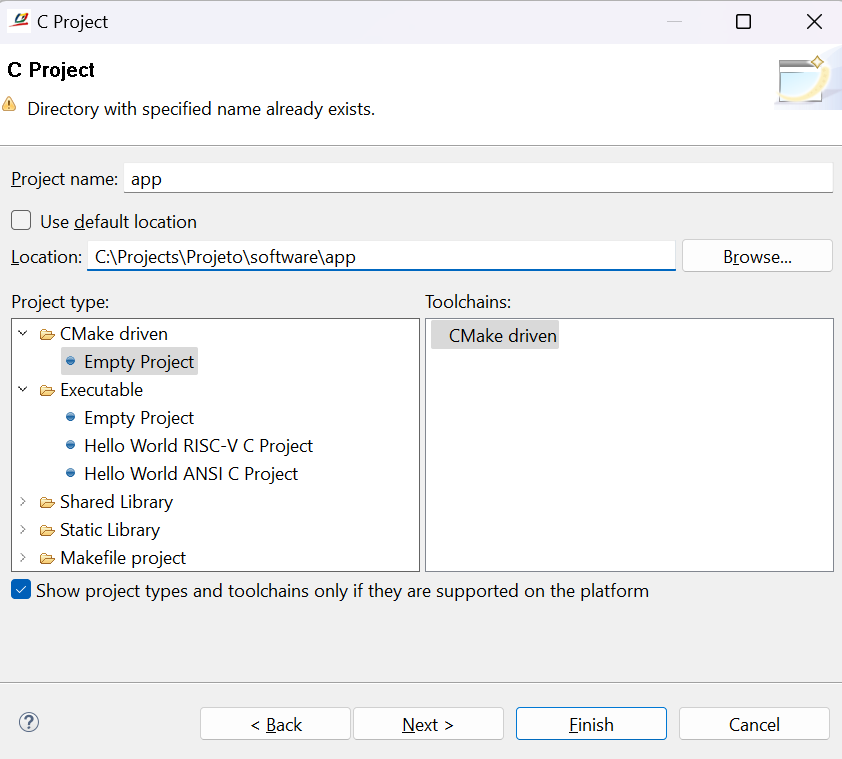 C Project
C Project
Directory with specified name already exists.
Project name: app
Use default location
Location: C:\Projects\Projeto\software\app Browse...
Project type: Toolchains:
CMake driven
Empty Project
Executable
Empty Project
Hello World RISC-V C Project
Hello World ANSI C Project
Shared Library
Static Library
Makefile project
CMake driven
Show project types and toolchains only if they are supported on the platform
? < Back Next > Finish Cancel